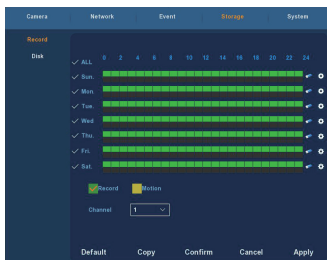 Camera Network Event Storage System
Record
Disk
0 2 4 6 8 10 12 14 16 18 20 22 24
ALL
Sun.
Mon.
Tue.
Wed
Thu.
Fri.
Sat.
Record Motion
Channel 1
Default Copy Confirm Cancel Apply